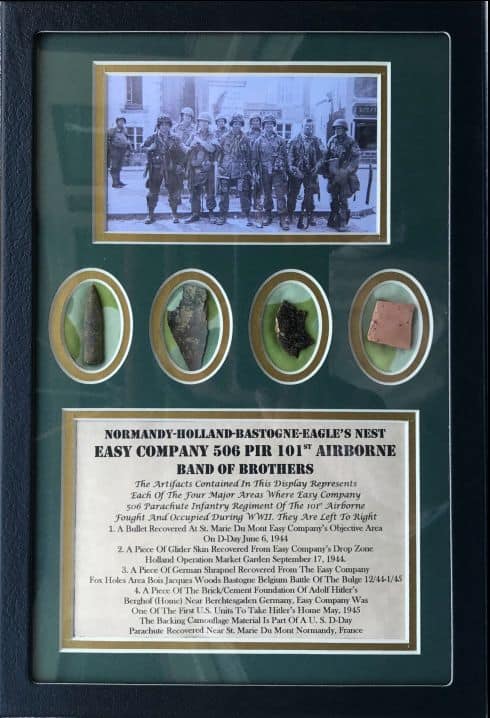 NORMANDY-HOLLAND-BASTOGNE-EAGLE'S NEST
EASY COMPANY 506 PIR 101ST AIRBORNE
BAND OF BROTHERS
The Artifacts Contained In This Display Represents
Each Of The Four Major Areas Where Easy Company
506 Parachute Infantry Regiment Of The 101st Airborne
Fought And Occupied During WWII. They Are Left To Right
1. A Bullet Recovered At St. Marie Du Mont Easy Company's Objective Area
On D-Day June 6, 1944
2. A Piece Of Glider Skin Recovered From Easy Company's Drop Zone
Holland Operation Market Garden September 17, 1944.
3. A Piece Of German Shrapnel Recovered From The Easy Company
Fox Holes Area Bois Jacques Woods Bastogne Belgium Battle Of The Bulge 12/44-1/45
4. A Piece Of The Brick/Cement Foundation Of Adolf Hitler's
Berghof (Home) Near Berchtesgaden Germany, Easy Company Was
One Of The First U.S. Units To Take Hitler's Home May, 1945
The Backing Camouflage Material Is Part Of A U. S. D-Day
Parachute Recovered Near St. Marie Du Mont Normandy, France